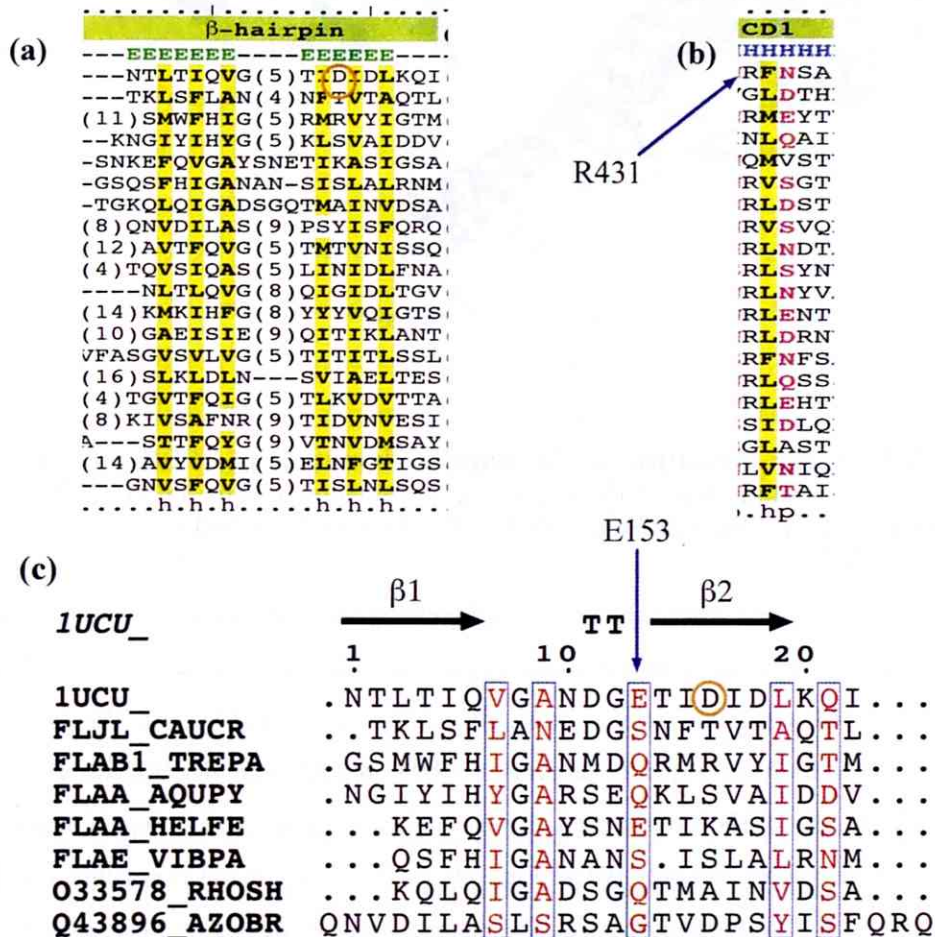 (a)
β-hairpin
----EEEEEEE----EEEEEE----
---NTLTIQVG(5)TIDIDLKQI
---TKLSFLAN(4)NFTVTAQTL
(11)SMWFHIG(5)RMRVYIGTM
--KNGIYIHYG(5)KLSVAIDDV
-SNKEFQVGAYSNETIKASIGSA
-GSQSFHIGANAN-SISLALRNM
-TGKQLQIGADSGQTMAINVDSA
(8)QNVDILAS(9)PSYISFQRQ
(12)AVTFQVG(5)TMTVNISSQ
(4)TQVSIQAS(5)LINIDLFNA
----NLTLQVG(8)QIGIDLTGV
(14)KMKIHFG(8)YYYVQIGTS
(10)GAEISIE(9)QITIKLANT
VFASGVSVLVG(5)TITITLSSL
(16)SLKLDLN---SVIAELTES
(4)TGVTFQIG(5)TLKVDVTTA
(8)KIVSAFNR(9)TIDVNVESI
A---STTFQYG(9)VTNVDMSAY
(14)AVYVDMI(5)ELNFGTIGS
---GNVSFQVG(5)TISLNLSQS
.....h.h.h.....h.h.h....
(b)
CD1
HHHHH
RFNSA
GLDTH
RMEYT
NLQAI
QMVST
RVSGT
RLDST
RVSVQ
RLNDT
RLSYN
RLNYV
RLENT
RLDRN
RFNFS
RLQSS
RLEHT
SIDLQ
GLAST
LVNIQ
RFTAI
.hp..
R431
(c)
E153
β1
β2
1UCU_
TT
1 10 20
1UCU_ .NTLTIQVGANDGETIDIDLKQI...
FLJL_CAUCR ..TKLSFLANEDGSNFTVTAQTL...
FLAB1_TREPA .GSMWFHIGANMDQRMRVYIGTM...
FLAA_AQUPY .NGIYIHYGARSEQKLSVAIDDV...
FLAA_HELFE ...KEFQVGAYSNETIKASIGSA...
FLAE_VIBPA ...QSFHIGANANS.ISLALRNM...
O33578_RHOSH ...KQLQIGADSGQTMAINVDSA...
Q43896_AZOBR QNVDILASLSRSAGTVDPSYISFQRQ